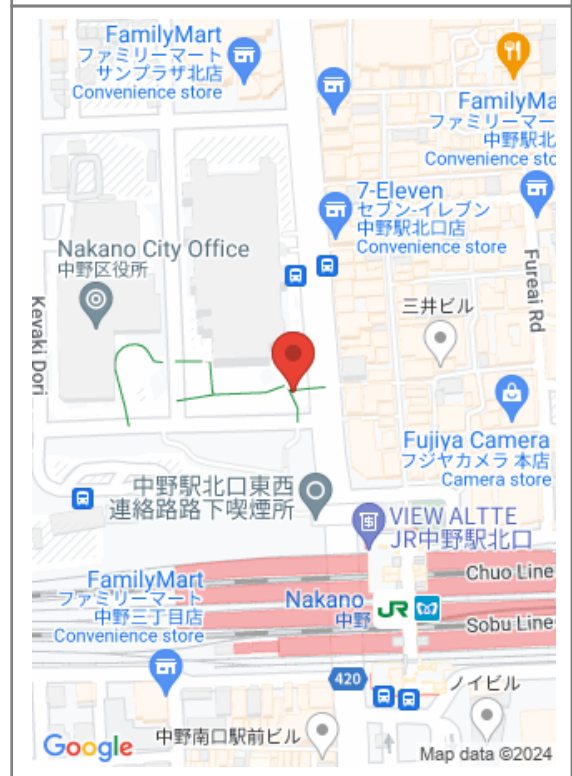 FamilyMart
ファミリーマート
サンプラザ北店
Convenience store
FamilyMa
ファミリーマー
中野駅北
Convenience sto
7-Eleven
セブン-イレブン
中野駅北口店
Convenience store
Nakano City Office
中野区役所
Keyaki Dori
三井ビル
Fureai Rd
Fujiya Camera
フジヤカメラ 本店
Camera store
中野駅北口東西
連絡路路下喫煙所
VIEW ALTTE
JR中野駅北口
Chuo Line
FamilyMart
ファミリーマート
中野三丁目店
Convenience store
Nakano
中野
JR
Sobu Line
420
ノイビル
中野南口駅前ビル
Google
Map data ©2024